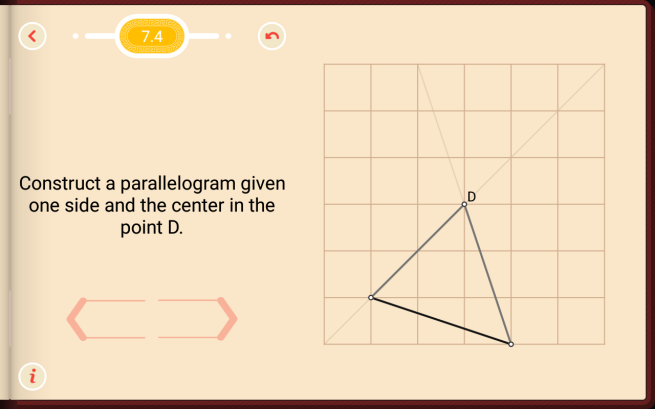 7.4
Construct a parallelogram given
one side and the center in the
point D.
D
i